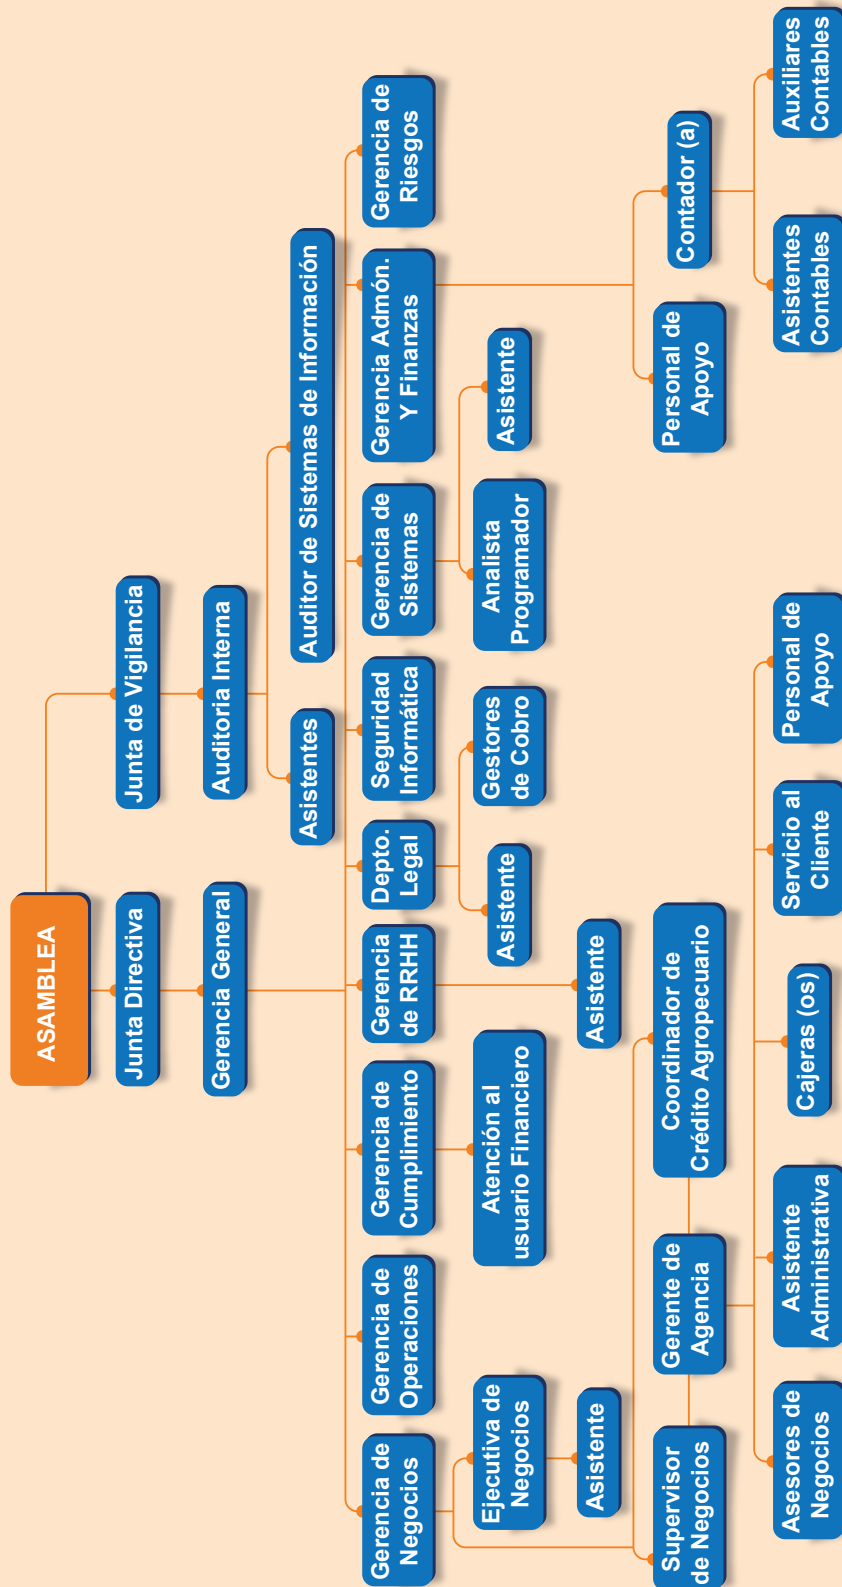 ASAMBLEA
Junta Directiva
Junta de Vigilancia
Gerencia General
Auditoria Interna
Asistentes
Auditor de Sistemas de Información
Gerencia de
Negocios
Gerencia de
Operaciones
Gerencia de
Cumplimiento
Gerencia
de RRHH
Depto.
Legal
Seguridad
Informática
Gerencia de
Sistemas
Gerencia Admón.
Y Finanzas
Gerencia de
Riesgos
Ejecutiva de
Negocios
Atención al
usuario Financiero
Asistente
Gestores
de Cobro
Analista
Programador
Asistente
Asistente
Asistente
Supervisor
de Negocios
Gerente de
Agencia
Coordinador de
Crédito Agropecuario
Personal de
Apoyo
Contador (a)
Asesores de
Negocios
Asistente
Administrativa
Cajeras (os)
Servicio al
Cliente
Personal de
Apoyo
Asistentes
Contables
Auxiliares
Contables